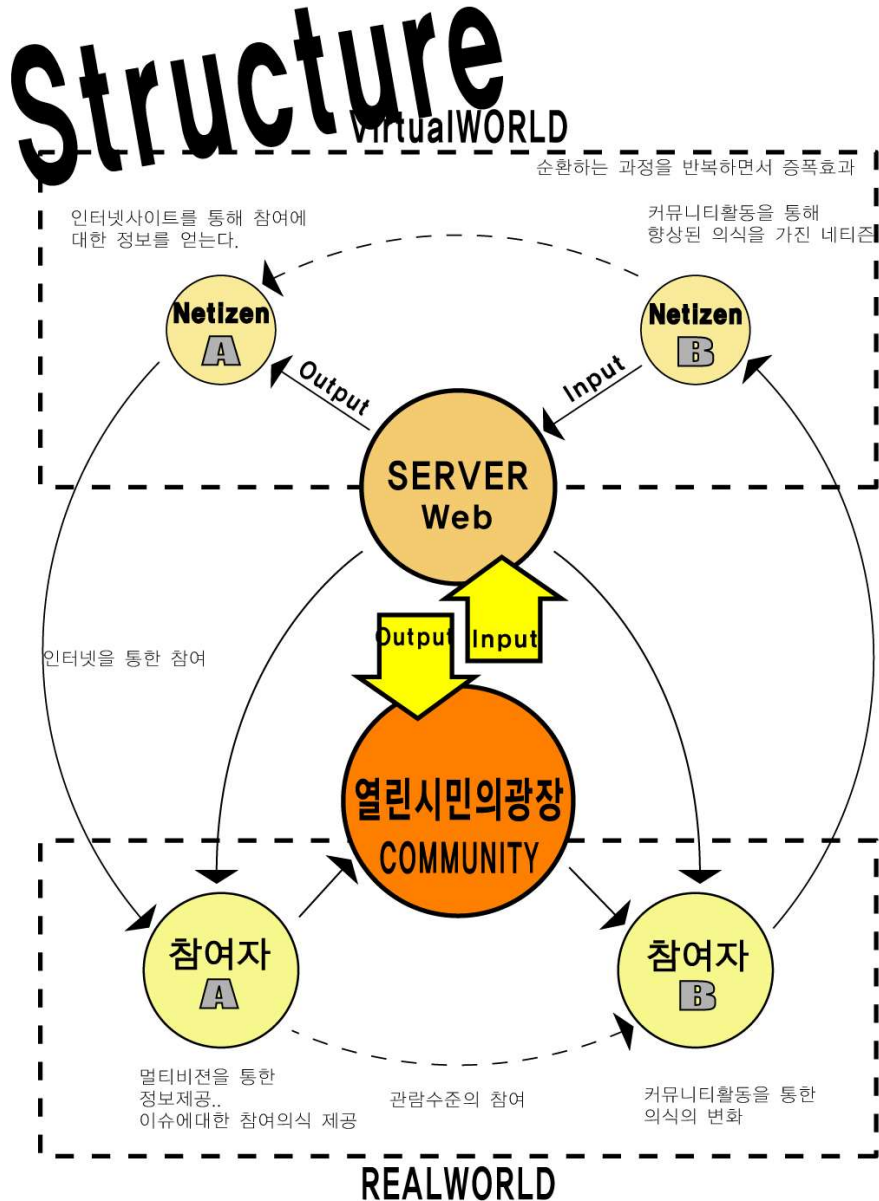 Structure
VirtualWORLD
순환하는 과정을 반복하면서 증폭효과
인터넷사이트를 통해 참여에
대한 정보를 얻는다.
커뮤니티활동을 통해
향상된 의식을 가진 네티즌
Netizen
A
Netizen
B
Output
Input
SERVER
Web
Output
Input
인터넷을 통한 참여
열린시민의광장
COMMUNITY
참여자
A
참여자
B
멀티비젼을 통한
정보제공..
이슈에대한 참여의식 제공
관람수준의 참여
커뮤니티활동을 통한
의식의 변화
REALWORLD